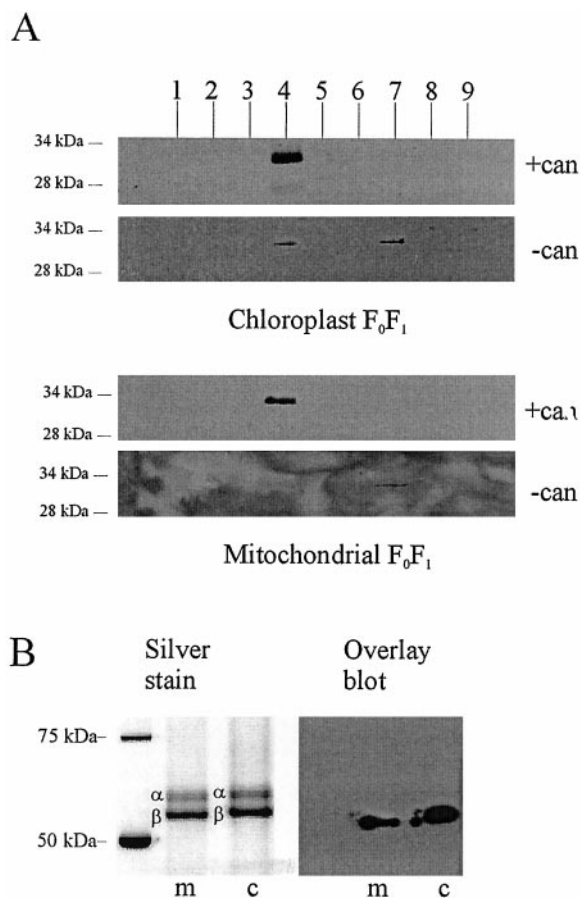 A
1 2 3 4 5 6 7 8 9
34 kDa
28 kDa
+can
34 kDa
28 kDa
-can
Chloroplast F₀F₁
34 kDa
28 kDa
+ca.ı
34 kDa
28 kDa
-can
Mitochondrial F₀F₁
B
Silver stain
Overlay blot
75 kDa
α α
β β
50 kDa
m c m c